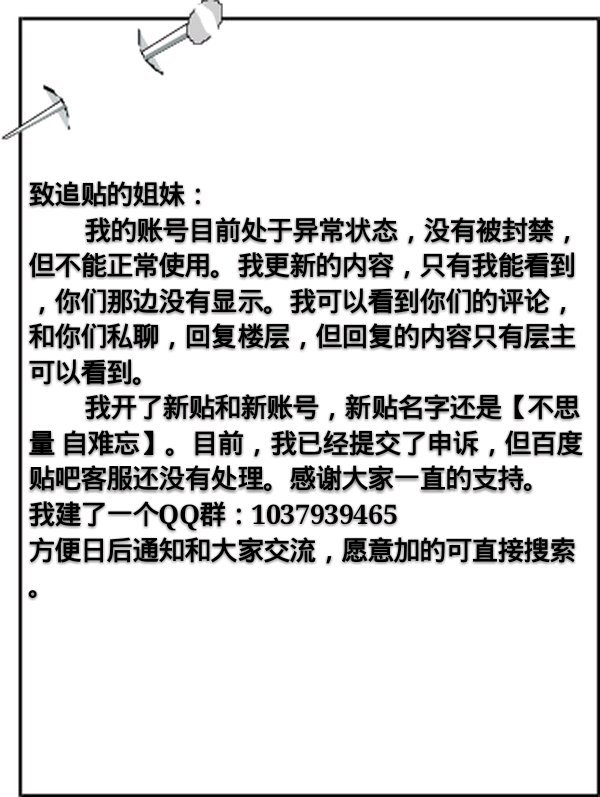 致追贴的姐妹：
我的账号目前处于异常状态，没有被封禁，
但不能正常使用。我更新的内容，只有我能看到
，你们那边没有显示。我可以看到你们的评论，
和你们私聊，回复楼层，但回复的内容只有层主
可以看到。
我开了新贴和新账号，新贴名字还是【不思
量 自难忘】。目前，我已经提交了申诉，但百度
贴吧客服还没有处理。感谢大家一直的支持。
我建了一个QQ群：1037939465
方便日后通知和大家交流，愿意加的可直接搜索
。